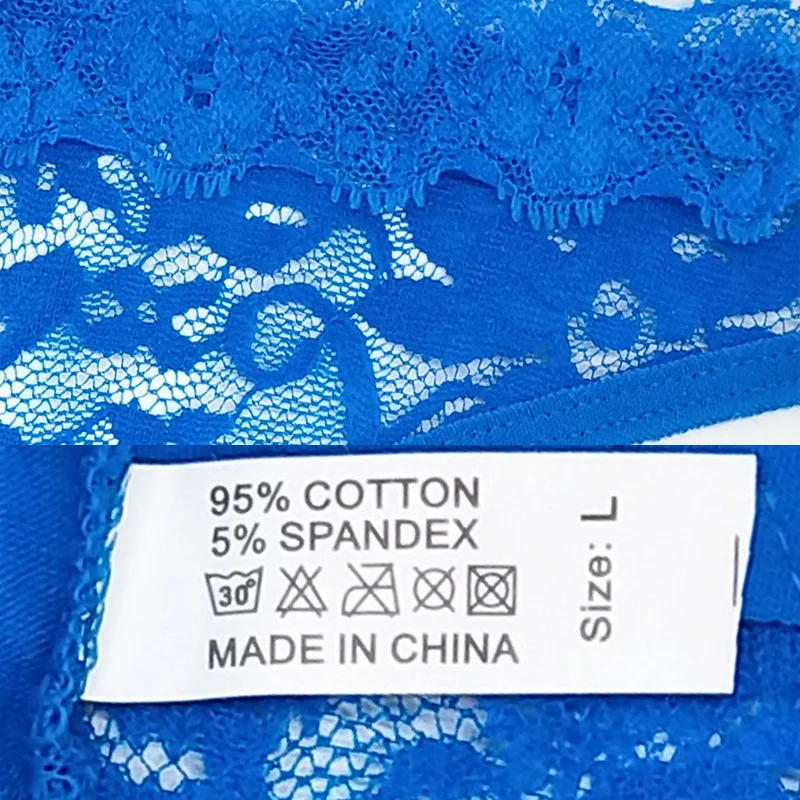 95% COTTON
5% SPANDEX
30°
MADE IN CHINA
Size: L